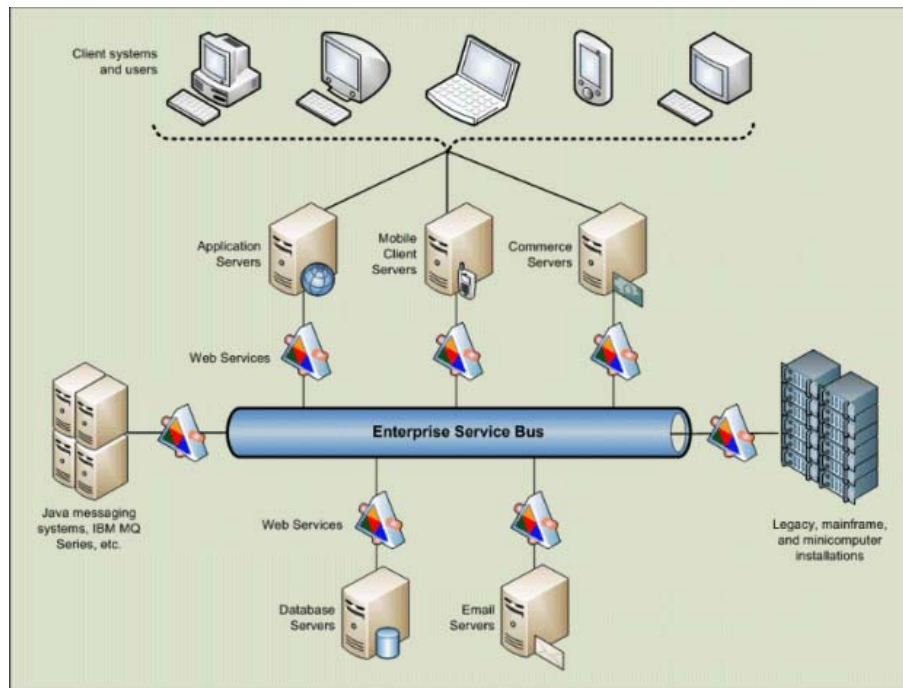 Client systems
and users
Application
Servers
Mobile
Client
Servers
Commerce
Servers
Web Services
Enterprise Service Bus
Java messaging
systems, IBM MQ
Series, etc.
Web Services
Legacy, mainframe,
and minicomputer
installations
Database
Servers
Email
Servers